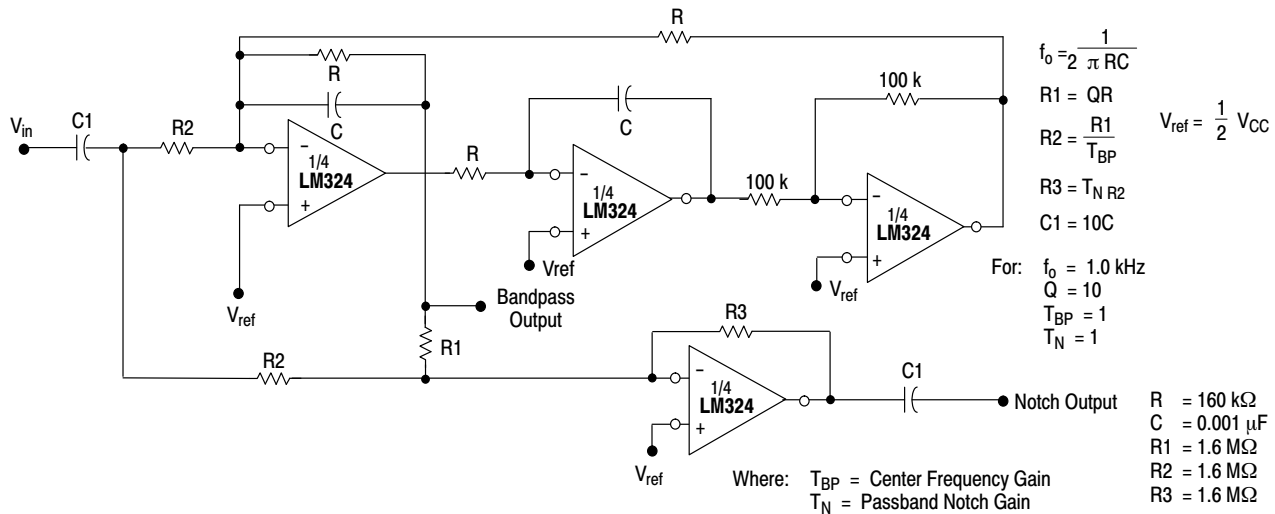 R
R
C
C1
V_in
R2
1/4
LM324
V_ref
R
C
1/4
LM324
Vref
100 k
100 k
1/4
LM324
V_ref
Bandpass
Output
R1
R2
R3
1/4
LM324
V_ref
C1
Notch Output
f_o = 1 / 2 π RC
R1 = QR
R2 = R1 / T_BP
R3 = T_N R2
C1 = 10C
V_ref = 1/2 V_CC
For: f_o = 1.0 kHz
Q = 10
T_BP = 1
T_N = 1
R = 160 kΩ
C = 0.001 μF
R1 = 1.6 MΩ
R2 = 1.6 MΩ
R3 = 1.6 MΩ
Where: T_BP = Center Frequency Gain
T_N = Passband Notch Gain